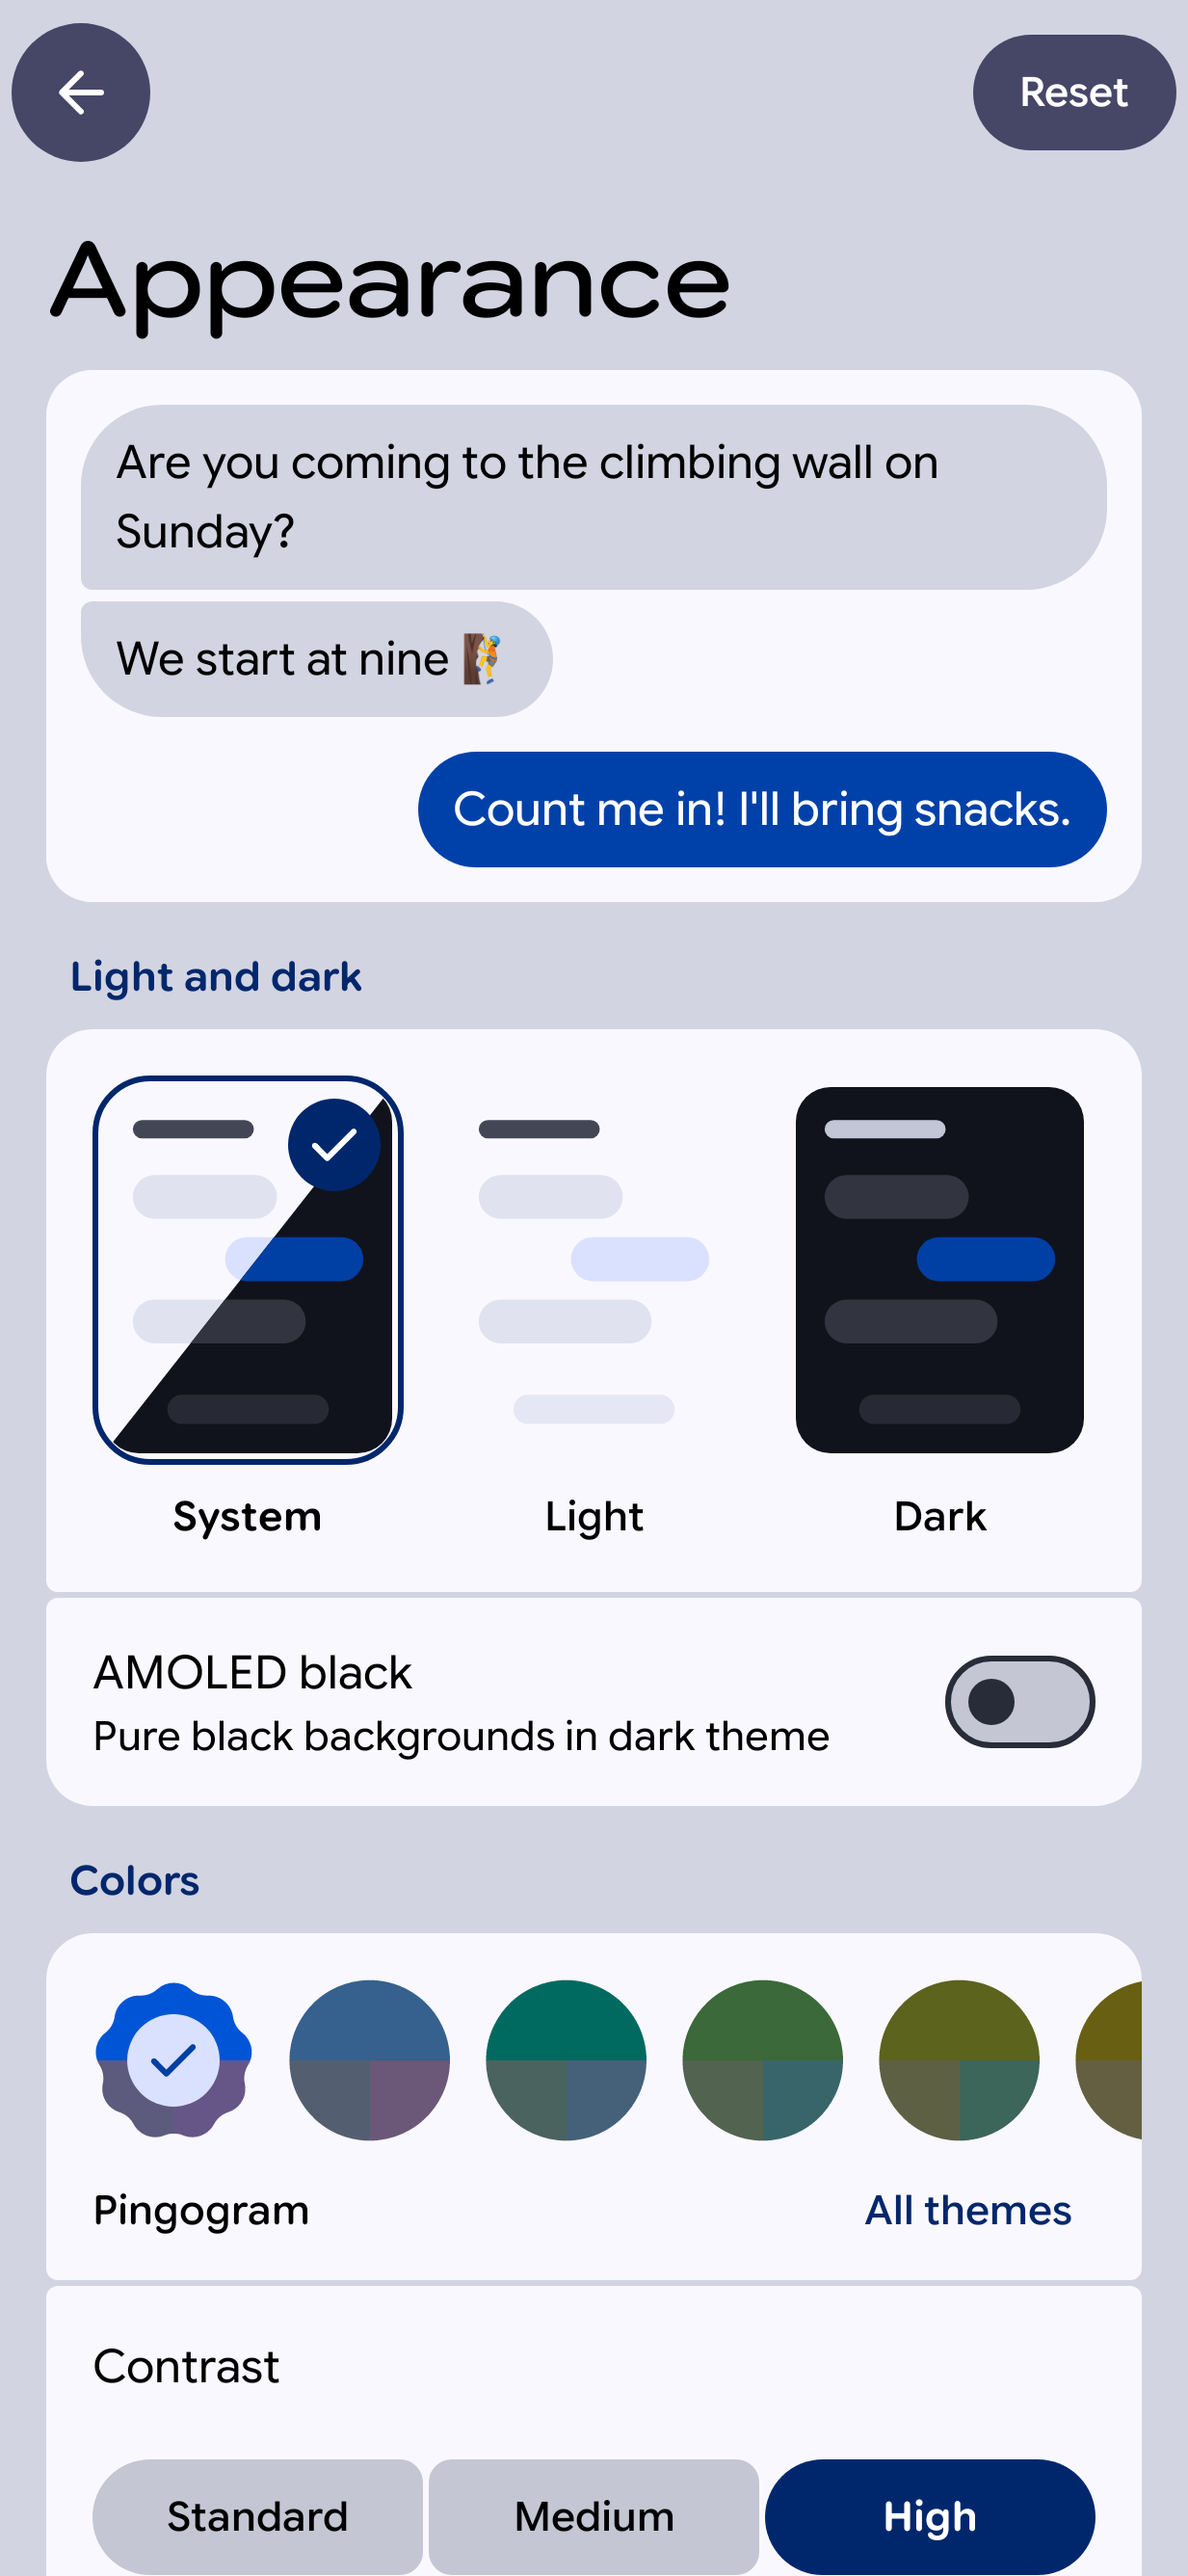 Reset
Appearance
Are you coming to the climbing wall on
Sunday?
We start at nine 🧗
Count me in! I'll bring snacks.
Light and dark
System
Light
Dark
AMOLED black
Pure black backgrounds in dark theme
Colors
Pingogram
All themes
Contrast
Standard
Medium
High